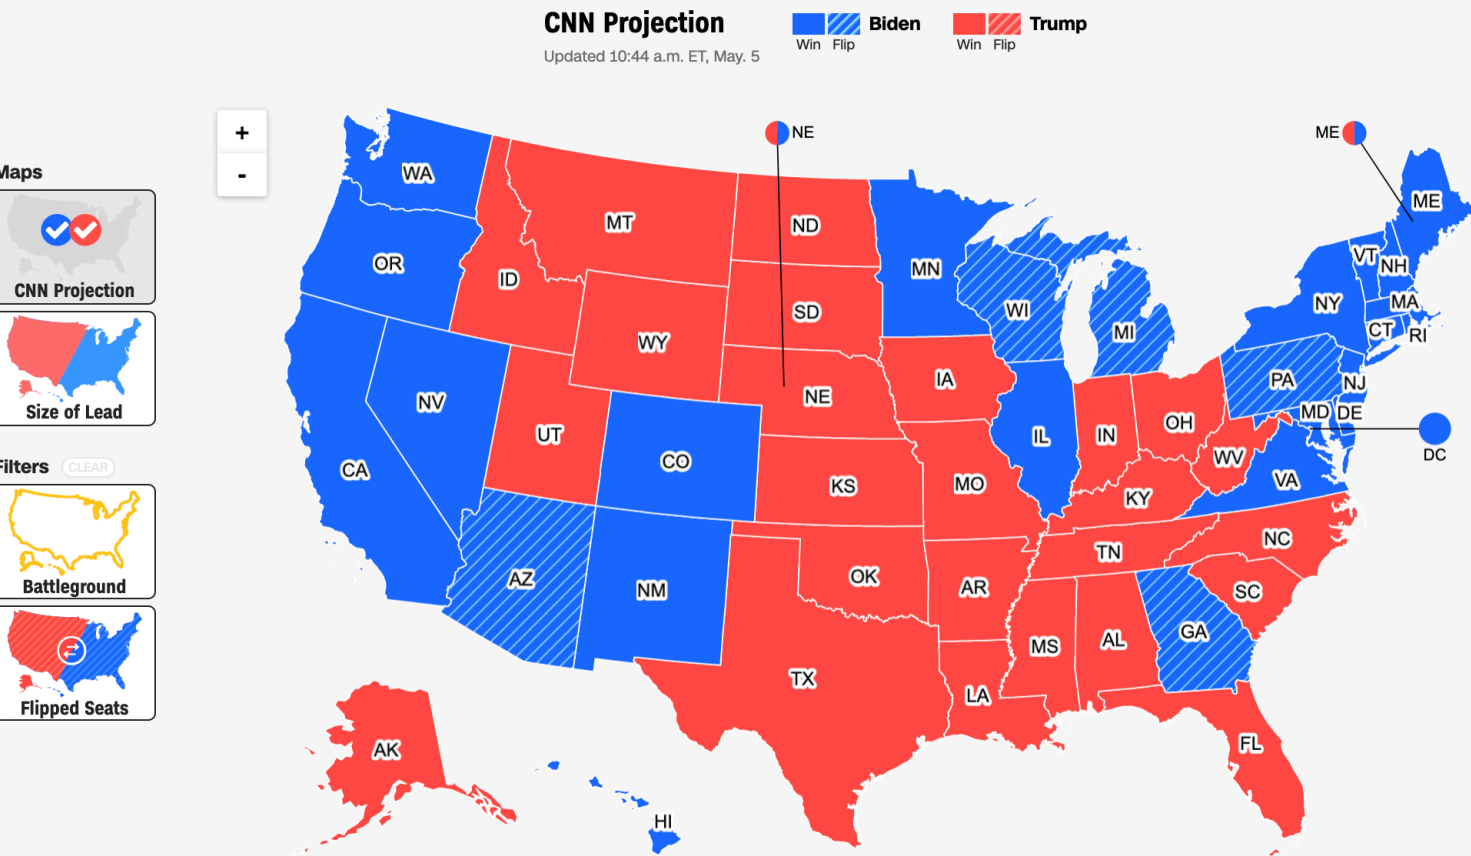 CNN Projection
Biden
Trump
Win Flip
Win Flip
Updated 10:44 a.m. ET, May. 5
+
-
Maps
CNN Projection
Size of Lead
Filters CLEAR
Battleground
Flipped Seats
NE
ME
WA
MT
ND
ME
OR
ID
MN
VT
NH
SD
WI
NY
MA
WY
MI
CT
RI
NV
NE
IA
PA
NJ
UT
IL
IN
OH
MD
DE
CA
CO
KS
MO
WV
DC
KY
VA
AZ
NM
OK
AR
TN
NC
SC
TX
MS
AL
GA
LA
AK
FL
HI